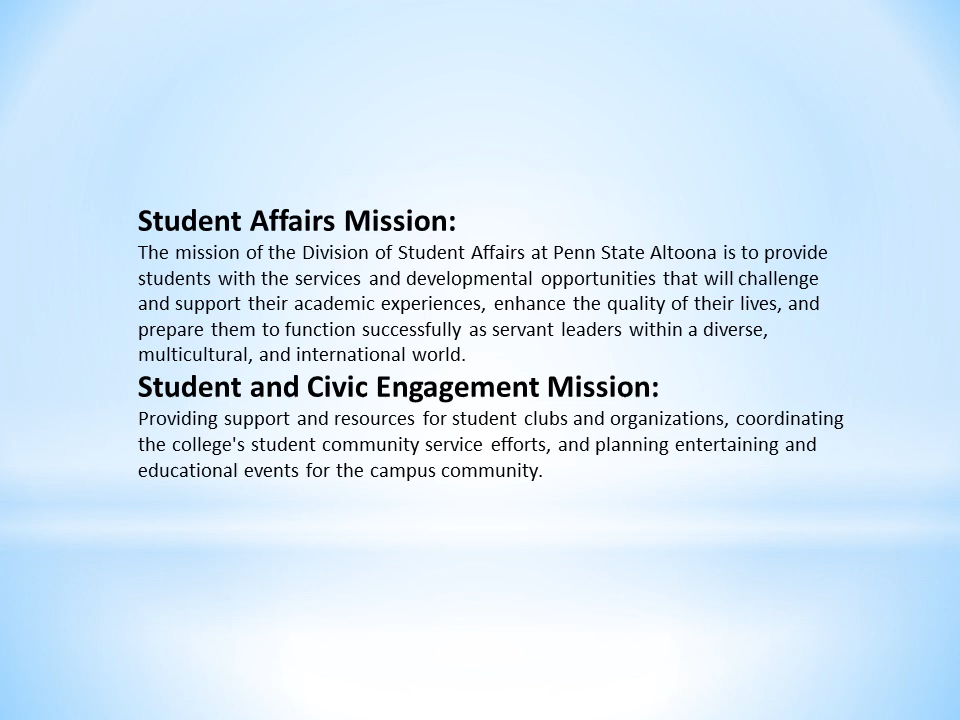 Student Affairs Mission:
The mission of the Division of Student Affairs at Penn State Altoona is to provide
students with the services and developmental opportunities that will challenge
and support their academic experiences, enhance the quality of their lives, and
prepare them to function successfully as servant leaders within a diverse,
multicultural, and international world.
Student and Civic Engagement Mission:
Providing support and resources for student clubs and organizations, coordinating
the college's student community service efforts, and planning entertaining and
educational events for the campus community.